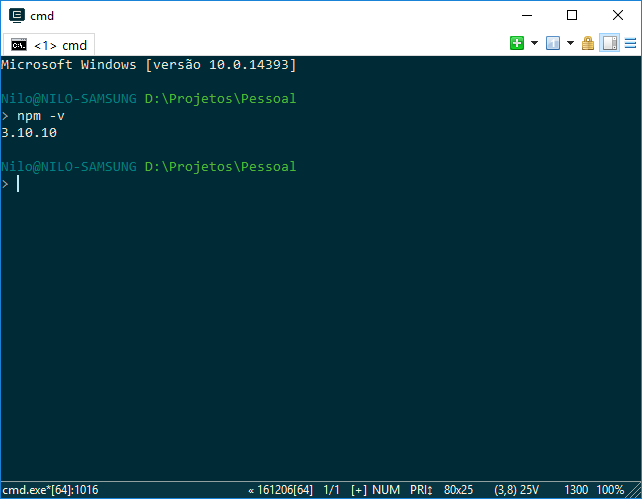 cmd
<1> cmd
Microsoft Windows [versão 10.0.14393]
Nilo@NILO-SAMSUNG D:\Projetos\Pessoal
> npm -v
3.10.10
Nilo@NILO-SAMSUNG D:\Projetos\Pessoal
>
cmd.exe*[64]:1016 « 161206[64] 1/1 [+] NUM PRI↕ 80x25 (3,8) 25V 1300 100%